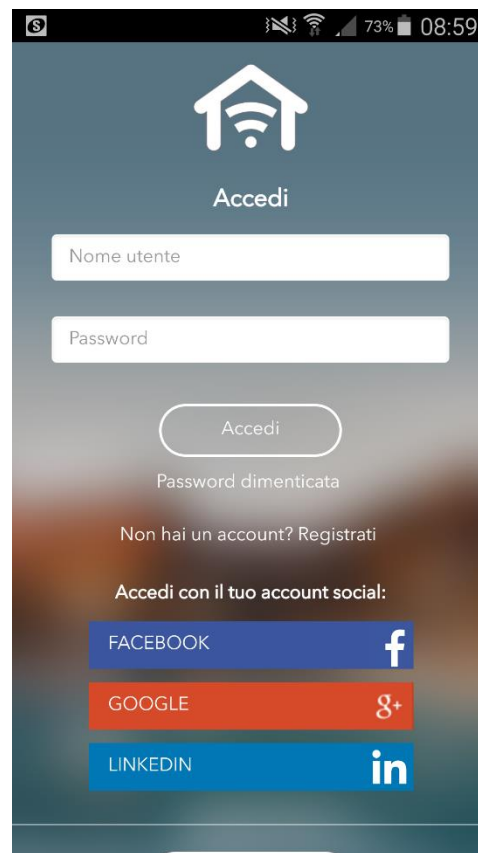 73% 08:59
Accedi
Nome utente
Password
Accedi
Password dimenticata
Non hai un account? Registrati
Accedi con il tuo account social:
FACEBOOK f
GOOGLE g+
LINKEDIN in